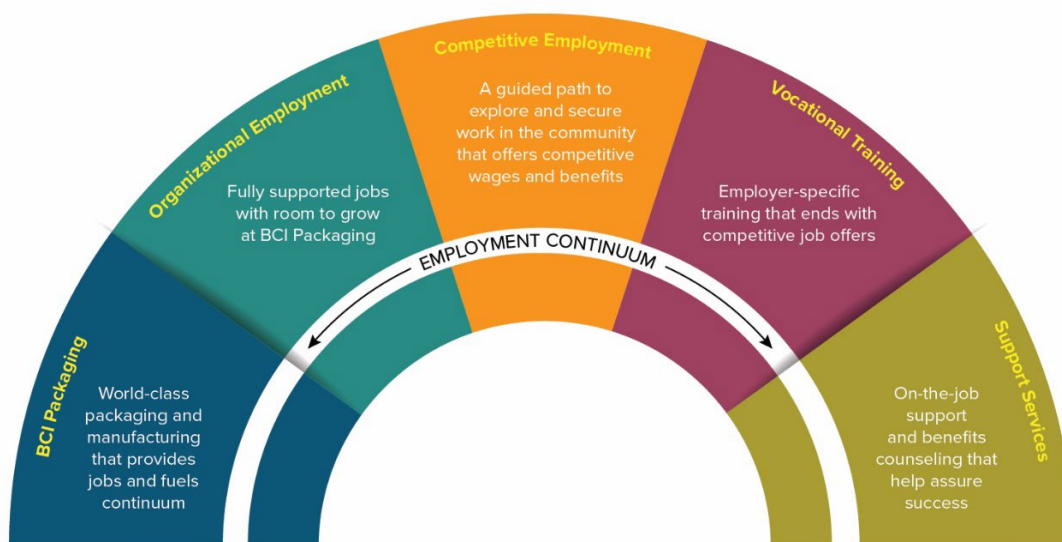 BCI Packaging
World-class
packaging and
manufacturing
that provides
jobs and fuels
continuum
Organizational Employment
Fully supported jobs
with room to grow
at BCI Packaging
Competitive Employment
A guided path to
explore and secure
work in the community
that offers competitive
wages and benefits
Vocational Training
Employer-specific
training that ends with
competitive job offers
Support Services
On-the-job
support
and benefits
counseling that
help assure
success
EMPLOYMENT CONTINUUM